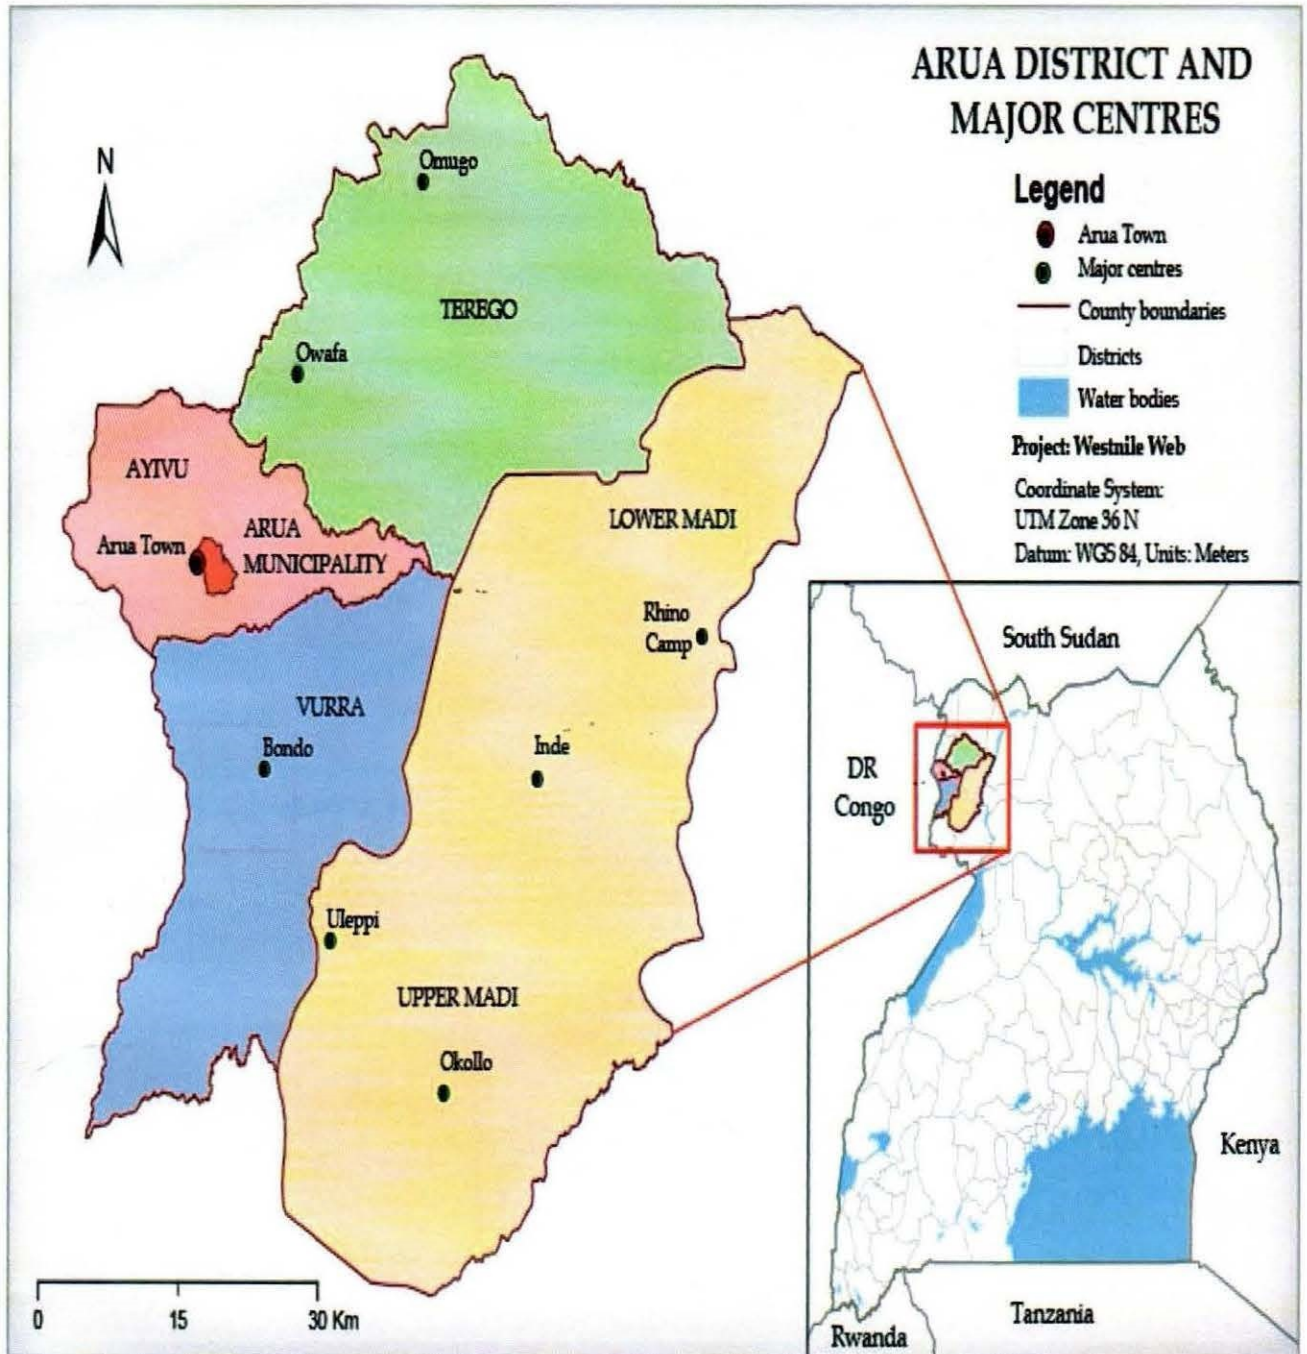 ARUA DISTRICT AND
MAJOR CENTRES
N
Legend
Arua Town
Major centres
County boundaries
Districts
Water bodies
Project: Westnile Web
Coordinate System:
UTM Zone 36 N
Datum: WGS 84, Units: Meters
Omugo
TEREGO
Owafa
AYIVU
ARUA
MUNICIPALITY
Arua Town
LOWER MADI
Rhino
Camp
VURRA
Bondo
Inde
Uleppi
UPPER MADI
Okollo
0
15
30 Km
South Sudan
DR
Congo
Kenya
Tanzania
Rwanda